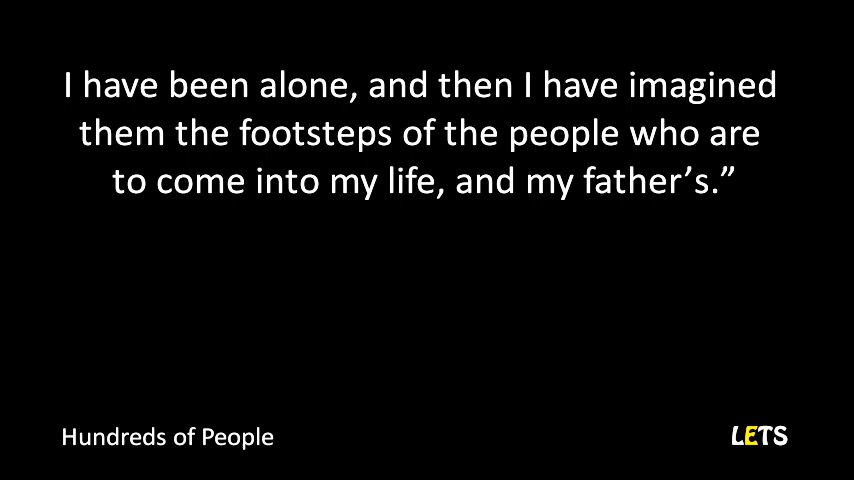 I have been alone, and then I have imagined
them the footsteps of the people who are
to come into my life, and my father’s.”
Hundreds of People
LETS